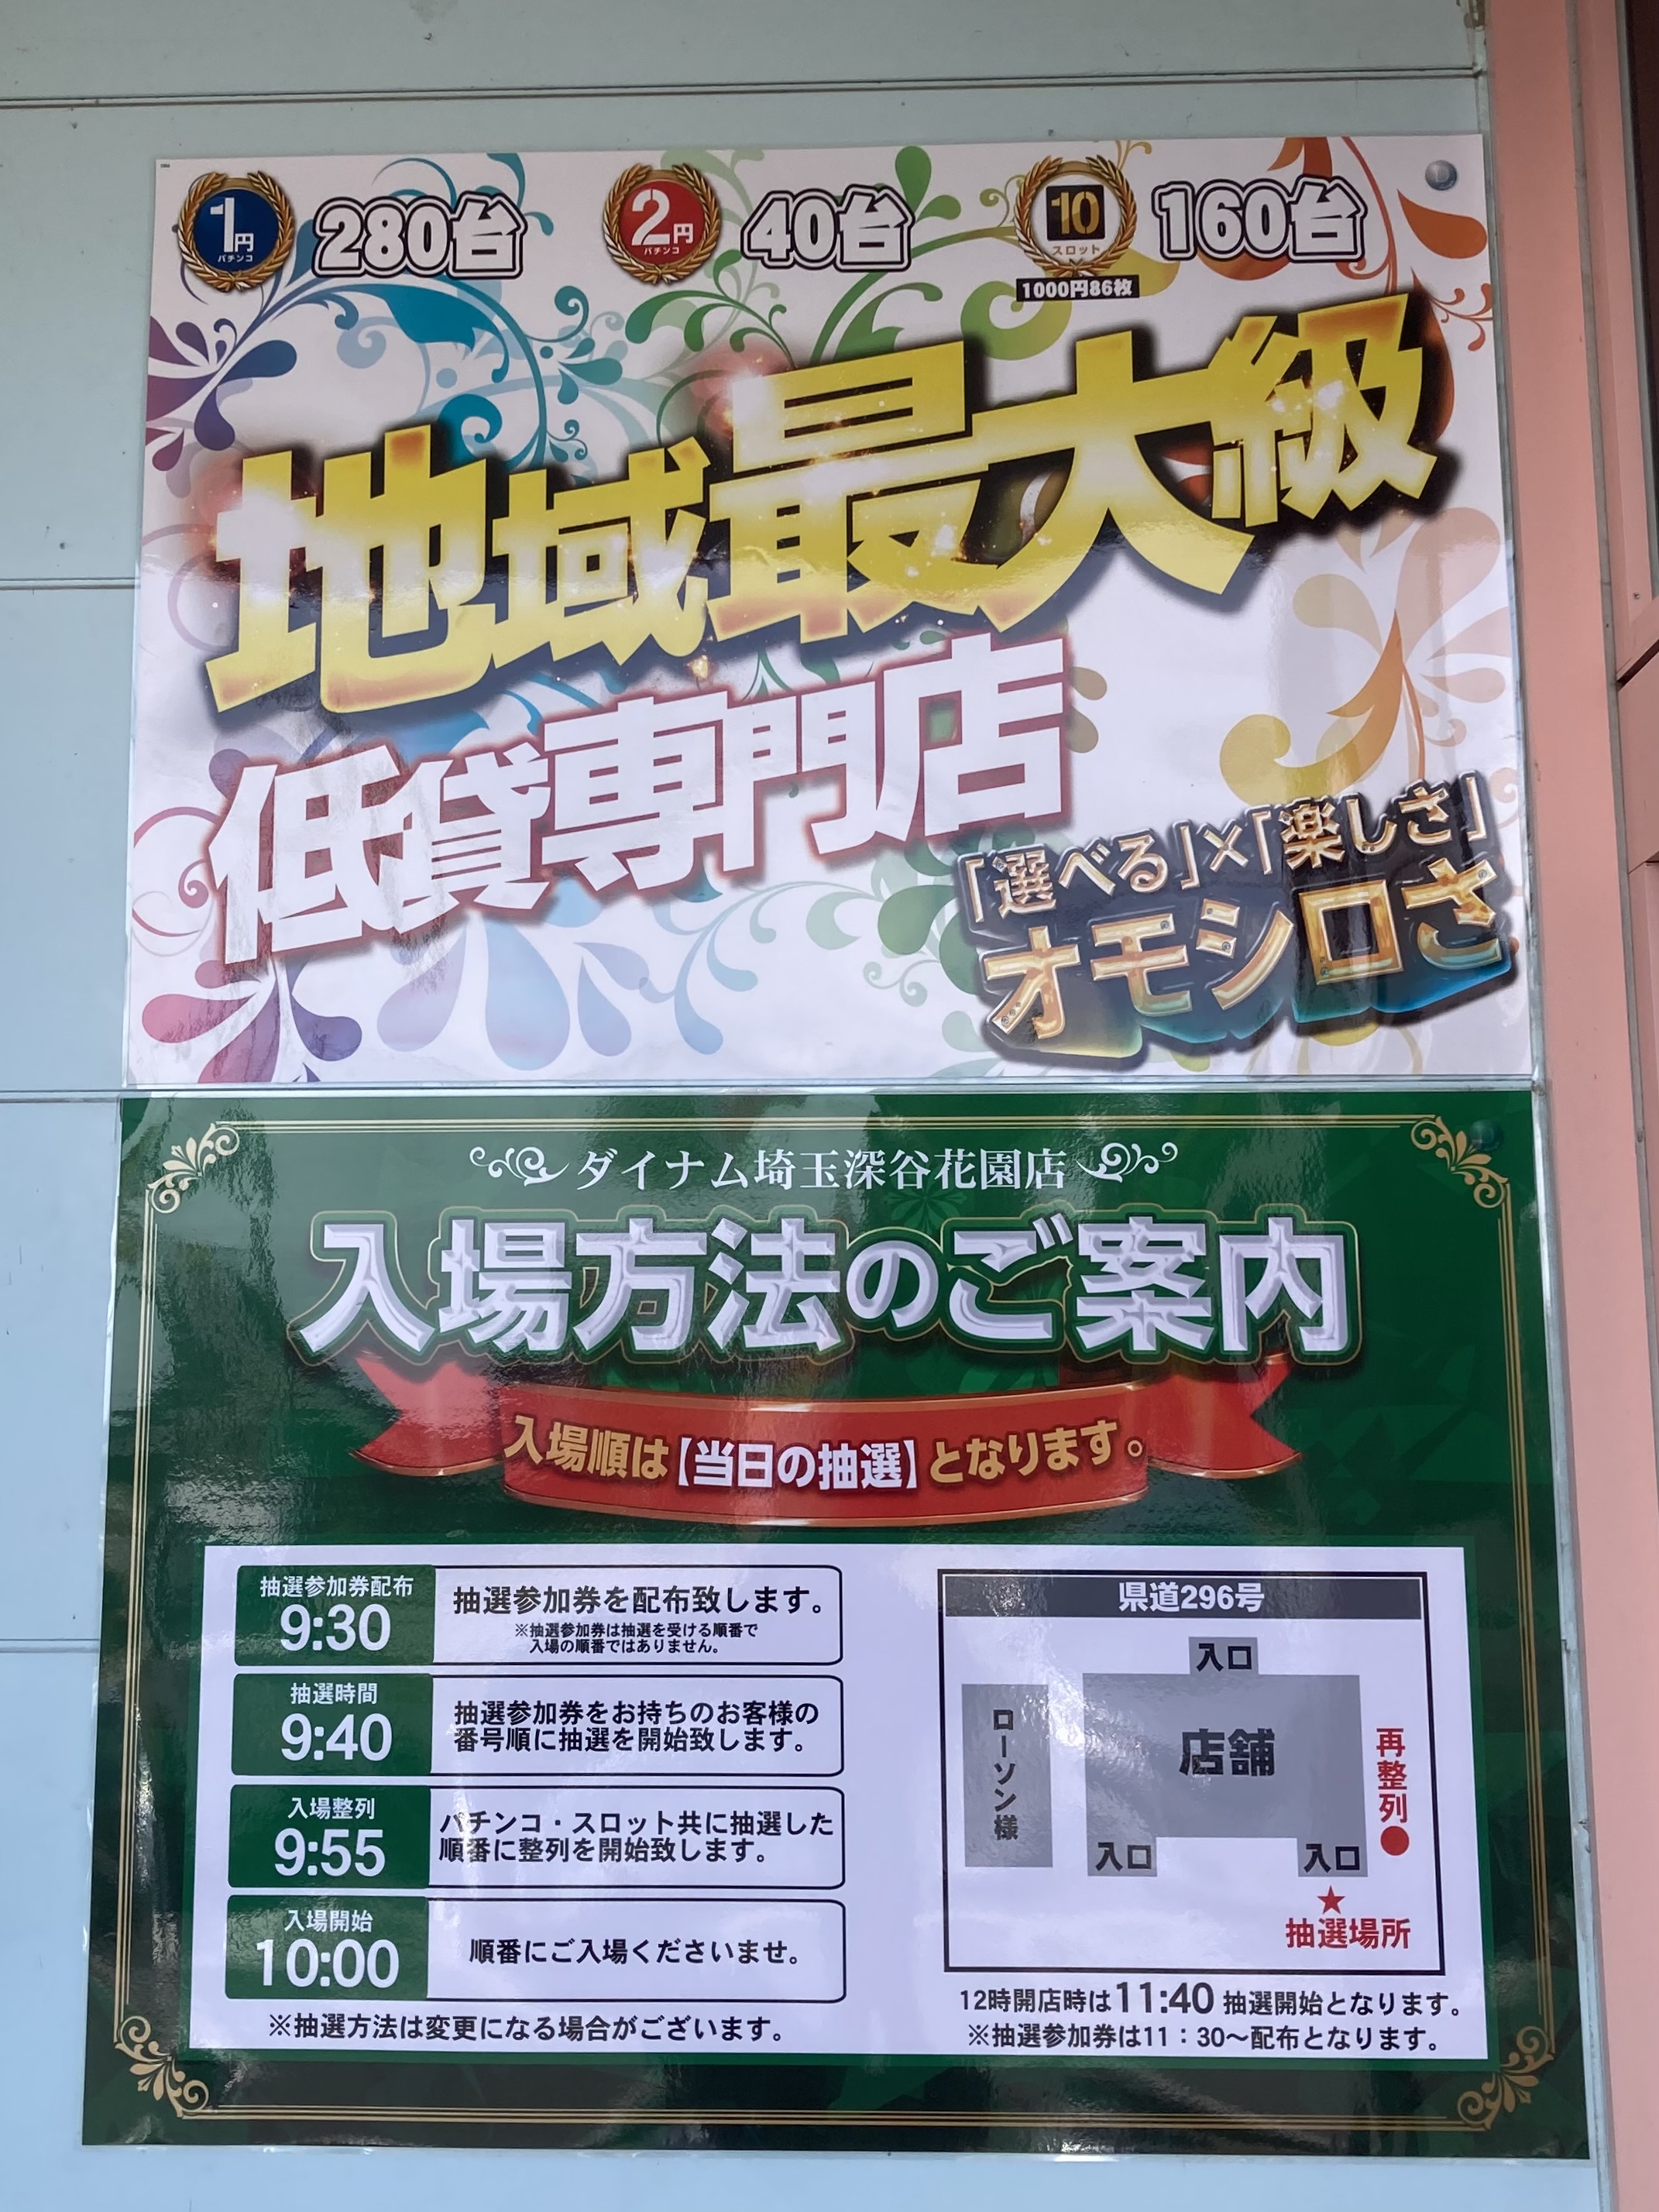 1円
パチンコ
280台
2円
パチンコ
40台
10
スロット
1000円86枚
160台
地域最大級
低貸専門店
「選べる」×「楽しさ」
オモシロさ
ダイナム埼玉深谷花園店
入場方法のご案内
入場順は【当日の抽選】となります。
抽選参加券配布
9:30
抽選参加券を配布致します。
※抽選参加券は抽選を受ける順番で
入場の順番ではありません。
抽選時間
9:40
抽選参加券をお持ちのお客様の
番号順に抽選を開始致します。
入場整列
9:55
パチンコ・スロット共に抽選した
順番に整列を開始致します。
入場開始
10:00
順番にご入場くださいませ。
※抽選方法は変更になる場合がございます。
県道296号
入口
ローソン様
店舗
再整列
入口
入口
抽選場所
12時開店時は11:40 抽選開始となります。
※抽選参加券は11：30～配布となります。